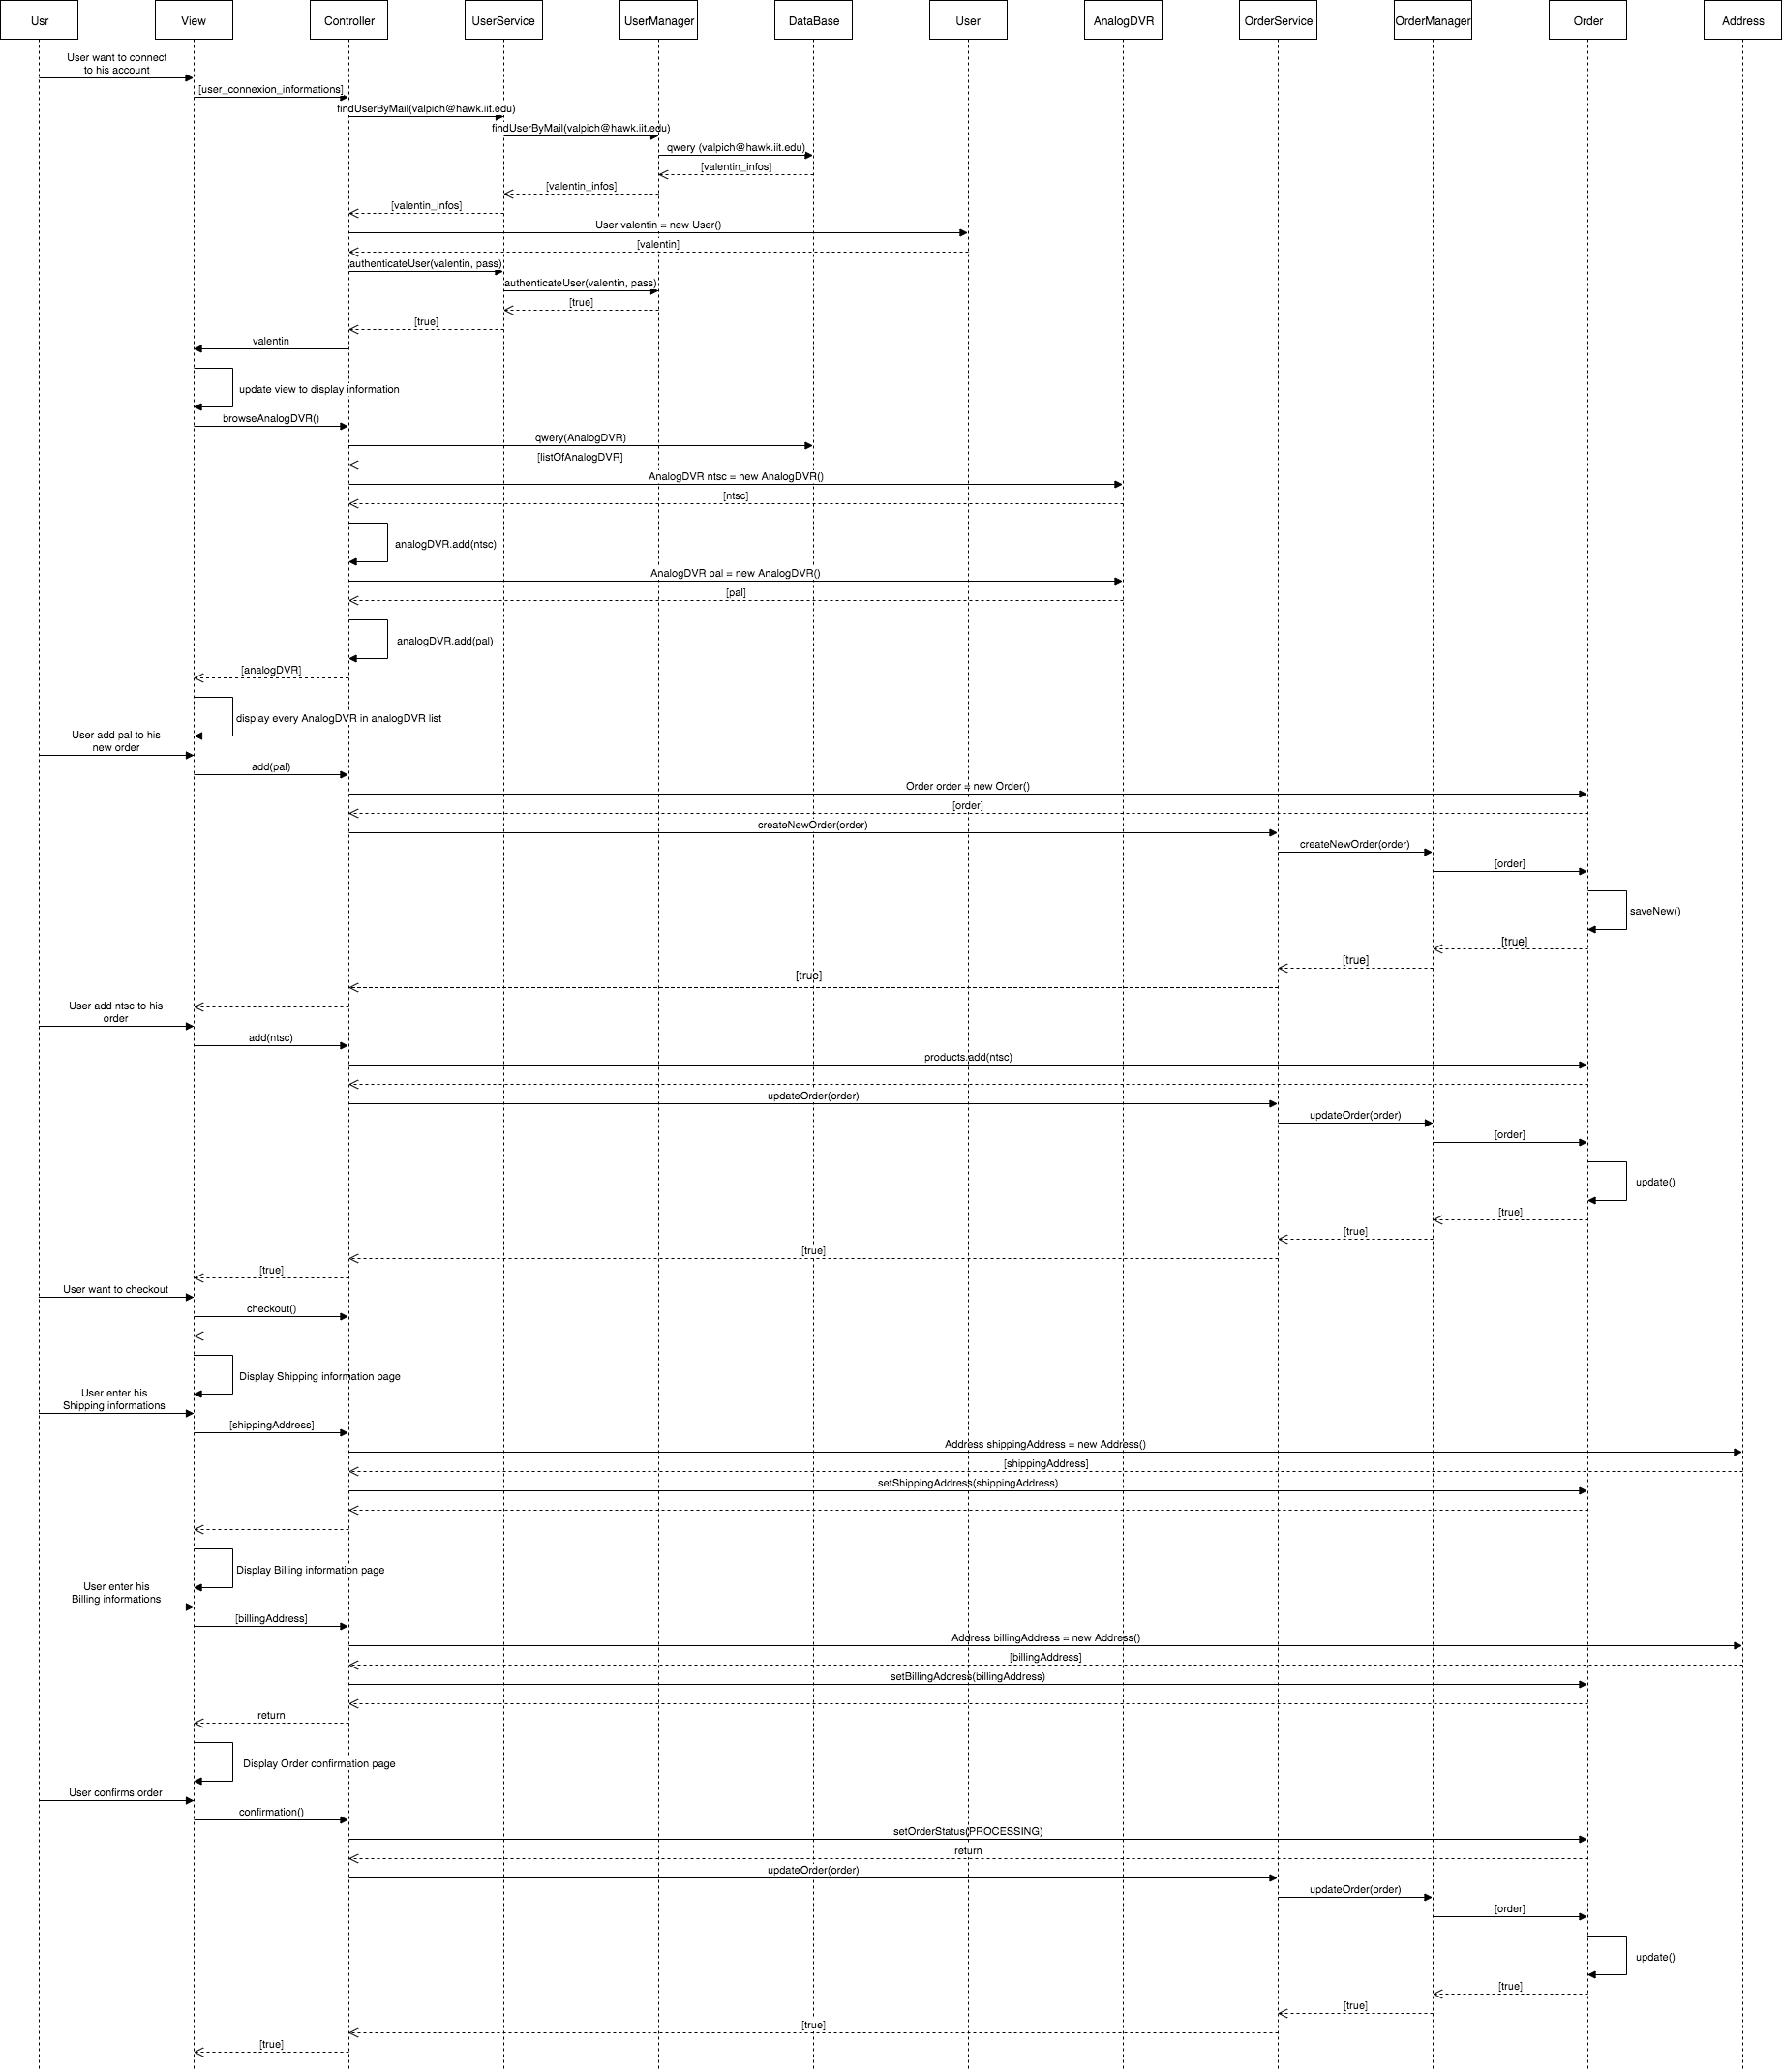 Usr
View
Controller
UserService
UserManager
DataBase
User
AnalogDVR
OrderService
OrderManager
Order
Address
User want to connect
to his account
[user_connexion_informations]
findUserByMail(valpich@hawk.iit.edu)
findUserByMail(valpich@hawk.iit.edu)
qwery (valpich@hawk.iit.edu)
[valentin_infos]
[valentin_infos]
[valentin_infos]
User valentin = new User()
[valentin]
authenticateUser(valentin, pass)
authenticateUser(valentin, pass)
[true]
[true]
valentin
update view to display information
browseAnalogDVR()
qwery(AnalogDVR)
[listOfAnalogDVR]
AnalogDVR ntsc = new AnalogDVR()
[ntsc]
analogDVR.add(ntsc)
AnalogDVR pal = new AnalogDVR()
[pal]
analogDVR.add(pal)
[analogDVR]
display every AnalogDVR in analogDVR list
User add pal to his
new order
add(pal)
Order order = new Order()
[order]
createNewOrder(order)
createNewOrder(order)
[order]
saveNew()
[true]
[true]
[true]
User add ntsc to his
order
add(ntsc)
products.add(ntsc)
updateOrder(order)
updateOrder(order)
[order]
update()
[true]
[true]
[true]
[true]
User want to checkout
checkout()
Display Shipping information page
User enter his
Shipping informations
[shippingAddress]
Address shippingAddress = new Address()
[shippingAddress]
setShippingAddress(shippingAddress)
Display Billing information page
User enter his
Billing informations
[billingAddress]
Address billingAddress = new Address()
[billingAddress]
setBillingAddress(billingAddress)
return
Display Order confirmation page
User confirms order
confirmation()
setOrderStatus(PROCESSING)
return
updateOrder(order)
updateOrder(order)
[order]
update()
[true]
[true]
[true]
[true]